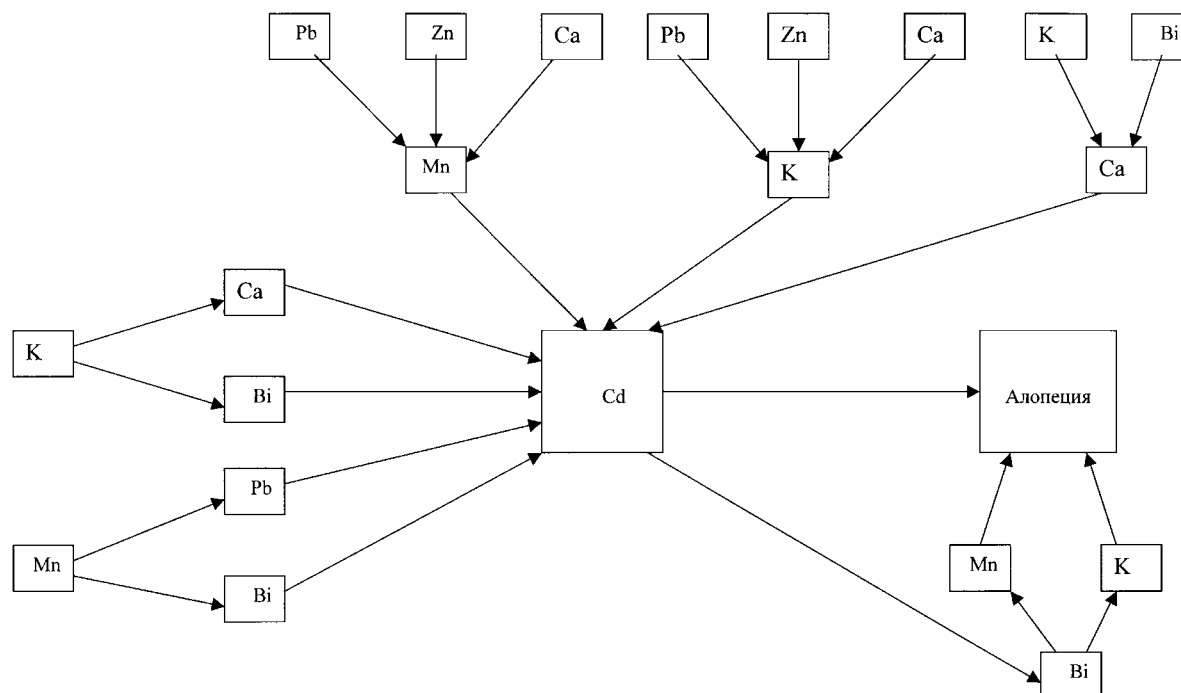 Pb Zn Ca Pb Zn Ca K Bi
Mn K Ca
Ca
K
Bi
Cd
Алопеция
Pb
Mn
Bi
Mn K
Bi